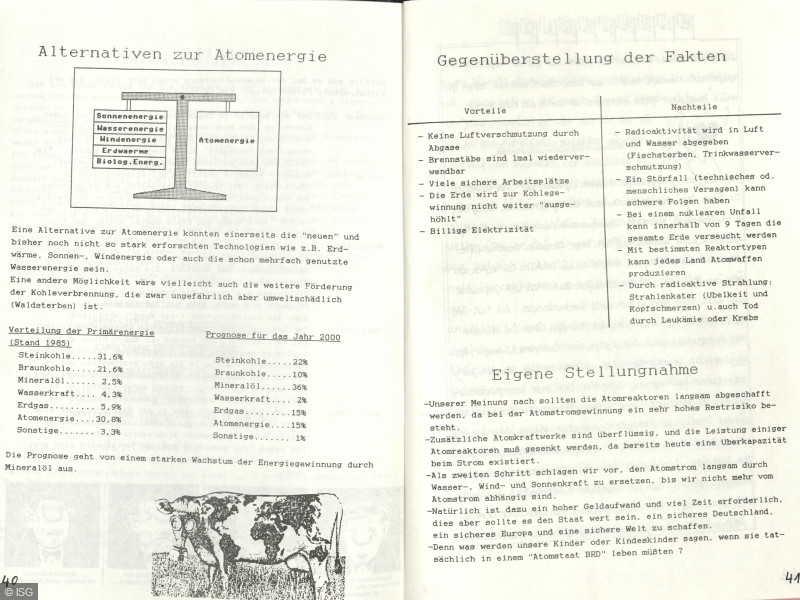 Alternativen zur Atomenergie
Sonnenenergie
Wasserenergie
Windenergie
Erdwaerme
Biolog.Energ.
Atomenergie
Eine Alternative zur Atomenergie könnten einerseits die "neuen" und
bisher noch nicht so stark erforschten Technologien wie z.B. Erd-
wärme, Sonnen-, Windenergie oder auch die schon mehrfach genutzte
Wasserenergie sein.
Eine andere Möglichkeit wäre vielleicht auch die weitere Förderung
der Kohleverbrennung, die zwar ungefährlich aber umweltschädlich
(Waldsterben) ist.
Verteilung der Primärenergie
(Stand 1985)
Steinkohle.....31,6%
Braunkohle.....21,6%
Mineralöl...... 2,5%
Wasserkraft.... 4,3%
Erdgas......... 5,9%
Atomenergie....30,8%
Sonstige....... 3,3%
Prognose für das Jahr 2000
Steinkohle.....22%
Braunkohle.....10%
Mineralöl......36%
Wasserkraft.... 2%
Erdgas.........15%
Atomenergie....15%
Sonstige....... 1%
Die Prognose geht von einem starken Wachstum der Energiegewinnung durch
Mineralöl aus.
40
© ISG
Gegenüberstellung der Fakten
Vorteile
- Keine Luftverschmutzung durch
Abgase
- Brennstäbe sind 1mal wiederver-
wendbar
- Viele sichere Arbeitsplätze
- Die Erde wird zur Kohlege-
winnung nicht weiter "ausge-
höhlt"
- Billige Elektrizität
Nachteile
- Radioaktivität wird in Luft
und Wasser abgegeben
(Fischsterben, Trinkwasserver-
schmutzung)
- Ein Störfall (technisches od.
menschliches Versagen) kann
schwere Folgen haben
- Bei einem nuklearen Unfall
kann innerhalb von 9 Tagen die
gesamte Erde verseucht werden
- Mit bestimmten Reaktortypen
kann jedes Land Atomwaffen
produzieren
- Durch radioaktive Strahlung:
Strahlenkater (Übelkeit und
Kopfschmerzen) u.auch Tod
durch Leukämie oder Krebs
Eigene Stellungnahme
-Unserer Meinung nach sollten die Atomreaktoren langsam abgeschafft
werden, da bei der Atomstromgewinnung ein sehr hohes Restrisiko be-
steht.
-Zusätzliche Atomkraftwerke sind überflüssig, und die Leistung einiger
Atomreaktoren muß gesenkt werden, da bereits heute eine Überkapazität
beim Strom existiert.
-Als zweiten Schritt schlagen wir vor, den Atomstrom langsam durch
Wasser-, Wind- und Sonnenkraft zu ersetzen, bis wir nicht mehr vom
Atomstrom abhängig sind.
-Natürlich ist dazu ein hoher Geldaufwand und viel Zeit erforderlich,
dies aber sollte es den Staat wert sein, ein sicheres Deutschland,
ein sicheres Europa und eine sichere Welt zu schaffen.
-Denn was werden unsere Kinder oder Kindeskinder sagen, wenn sie tat-
sächlich in einem "Atomstaat BRD" leben müßten ?
41